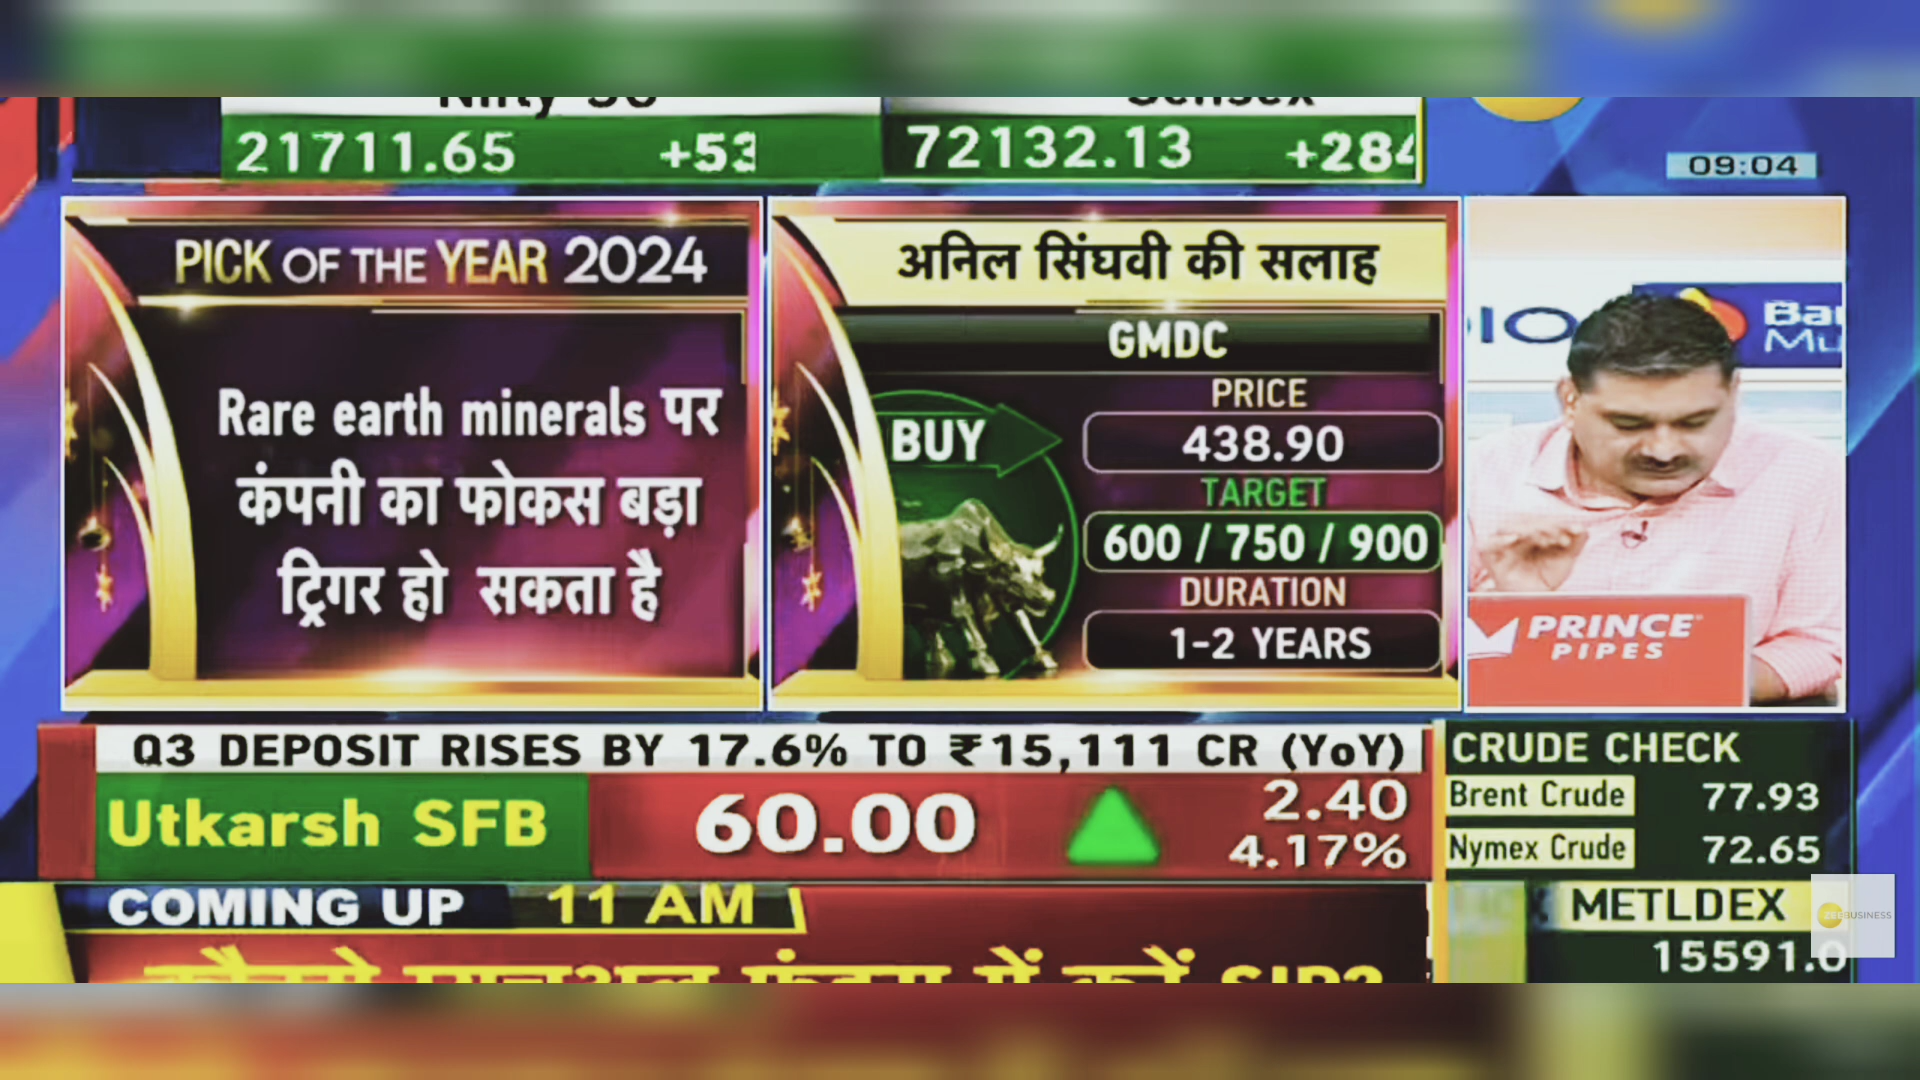 21711.65 +53
72132.13 +284
09:04
PICK OF THE YEAR 2024
Rare earth minerals पर
कंपनी का फोकस बड़ा
ट्रिगर हो सकता है
अनिल सिंघवी की सलाह
GMDC
BUY
PRICE
438.90
TARGET
600 / 750 / 900
DURATION
1-2 YEARS
PRINCE
PIPES
Q3 DEPOSIT RISES BY 17.6% TO ₹15,111 CR (YoY)
Utkarsh SFB 60.00 2.40
4.17%
CRUDE CHECK
Brent Crude 77.93
Nymex Crude 72.65
COMING UP 11 AM
METLDEX
15591.0
ZEEBUSINESS